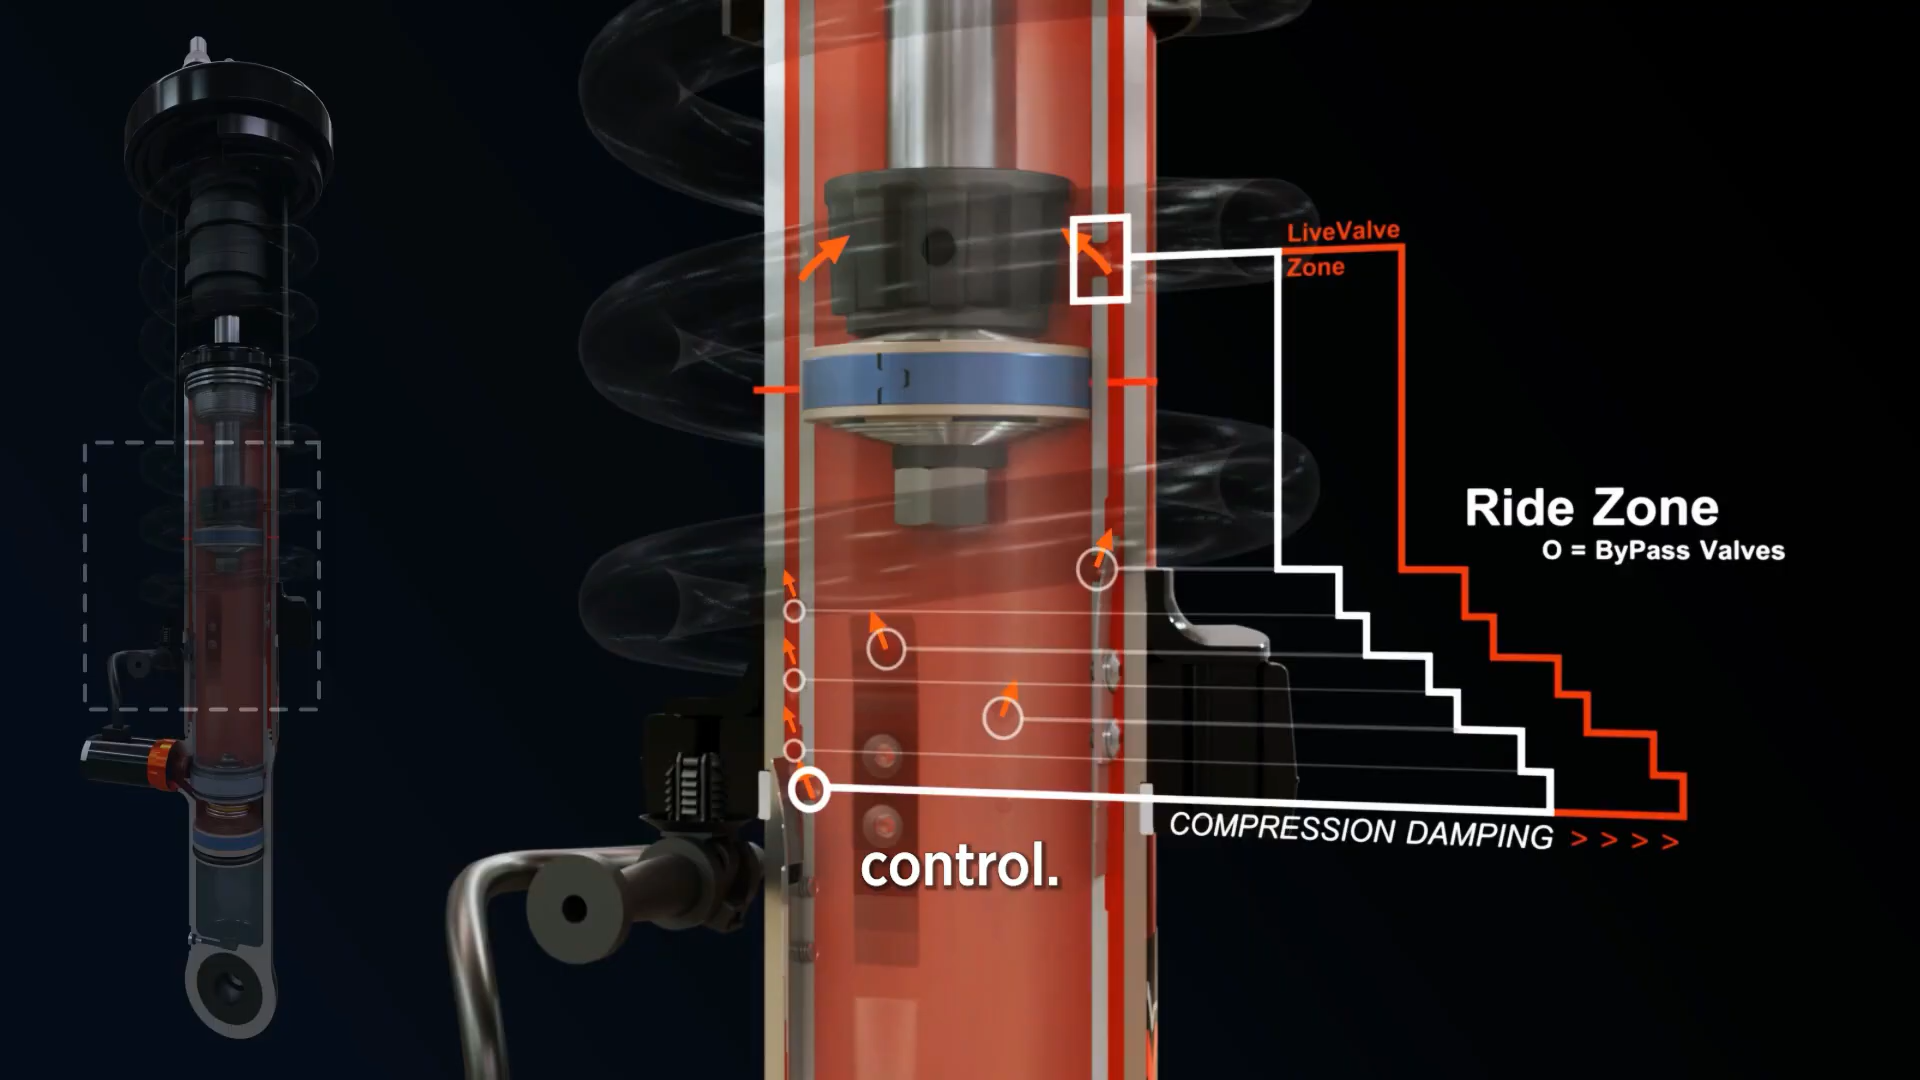 LiveValve
Zone
Ride Zone
O = ByPass Valves
COMPRESSION DAMPING > > > >
control.